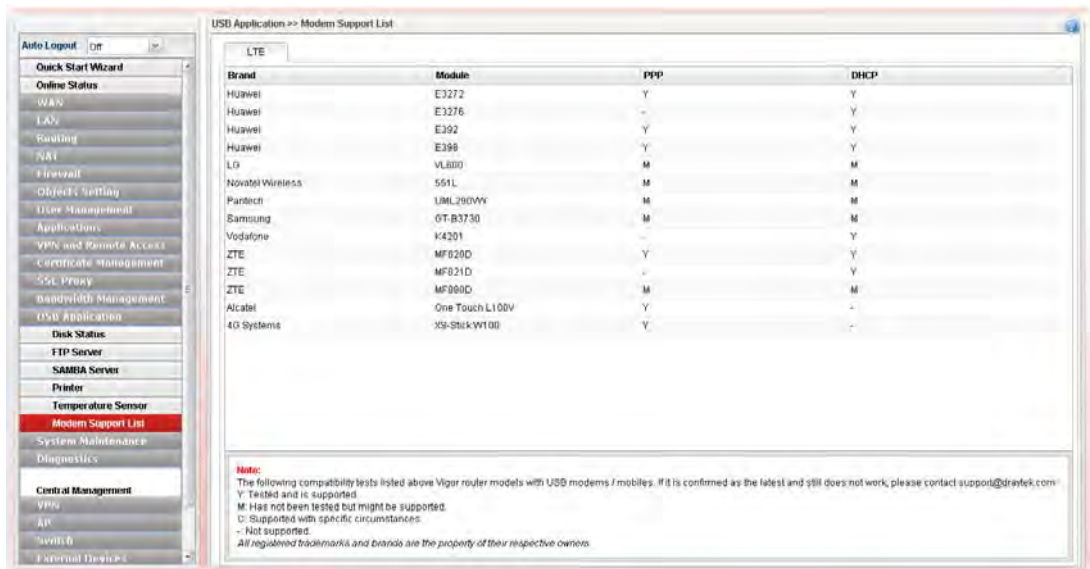 USB Application >> Modem Support List
Auto Logout Off
Quick Start Wizard
Online Status
WAN
LAN
Routing
NAT
Firewall
Objects Setting
User Management
Applications
VPN and Remote Access
Certificate Management
SSL Proxy
Bandwidth Management
USB Application
Disk Status
FTP Server
SAMBA Server
Printer
Temperature Sensor
Modem Support List
System Maintenance
Diagnostics
Central Management
VPN
AP
Switch
External Devices
LTE
Brand Module PPP DHCP
Huawei E3272 Y Y
Huawei E3276 - Y
Huawei E392 Y Y
Huawei E398 Y Y
LG VL600 M M
Novatel Wireless 551L M M
Pantech UML290VW M M
Samsung GT-B3730 M M
Vodafone K4201 - Y
ZTE MF820D Y Y
ZTE MF821D - Y
ZTE M M
Alcatel One Touch L100V Y -
4G Systems XS-Stick W100 Y -
Note:
The following compatibility tests listed above Vigor router models with USB modems / mobiles. If it is confirmed as the latest and still does not work, please contact support@draytek.com
Y: Tested and is supported.
M: Has not been tested but might be supported.
C: Supported with specific circumstances.
-: Not supported.
All registered trademarks and brands are the property of their respective owners.